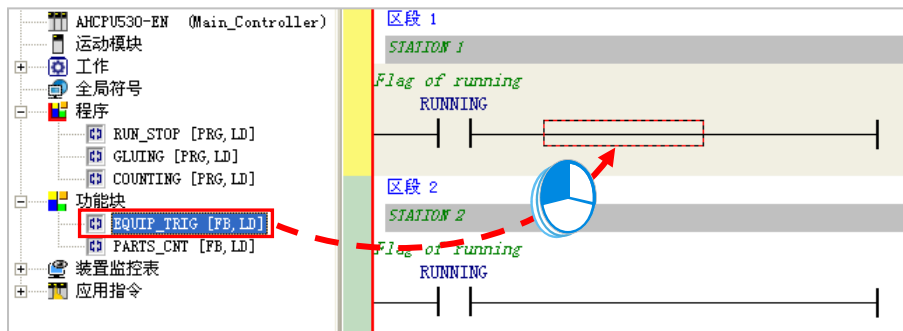 AHCPU530-EN (Main_Controller)
运动模块
工作
全局符号
程序
RUN_STOP [PRG,LD]
GLUING [PRG,LD]
COUNTING [PRG,LD]
功能块
EQUIP_TRIG [FB,LD]
PARTS_CNT [FB,LD]
装置监控表
应用指令
区段 1
STATION 1
Flag of running
RUNNING
区段 2
STATION 2
Flag of running
RUNNING